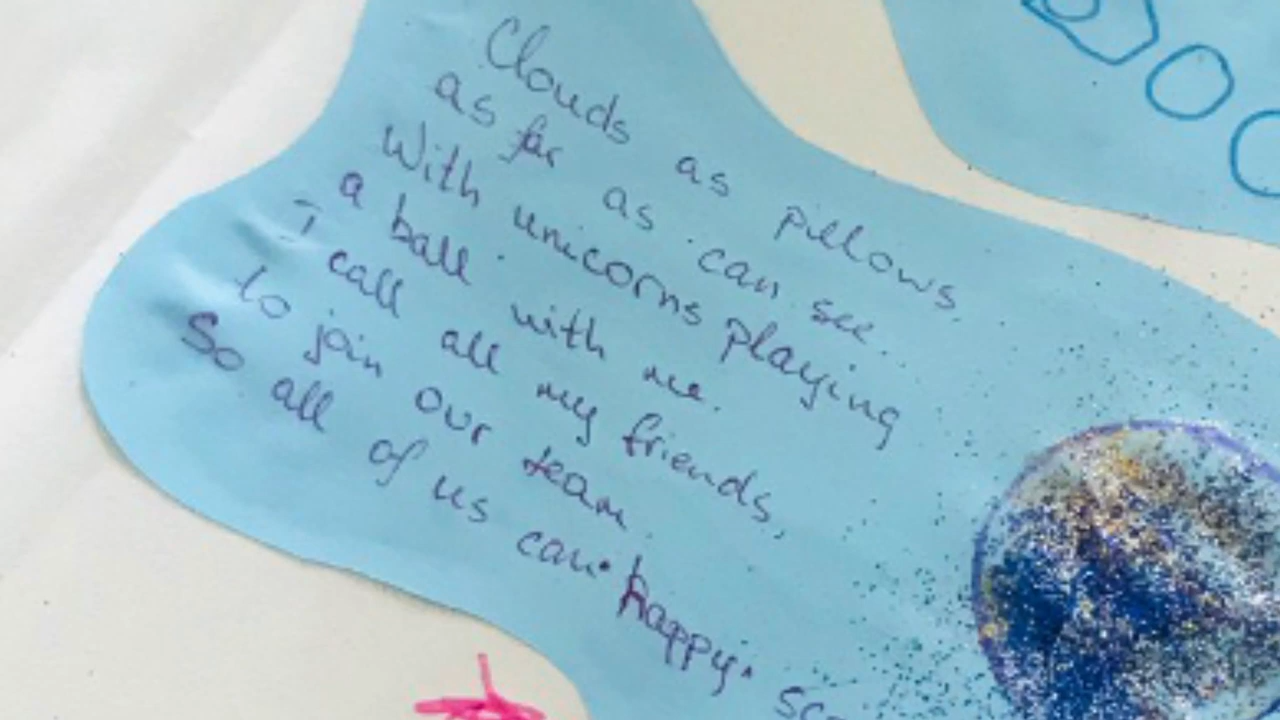 Clouds as pillows,
as far as can see.
With unicorns playing
a ball with me.
I call all my friends,
to join our team.
So all of us can happy